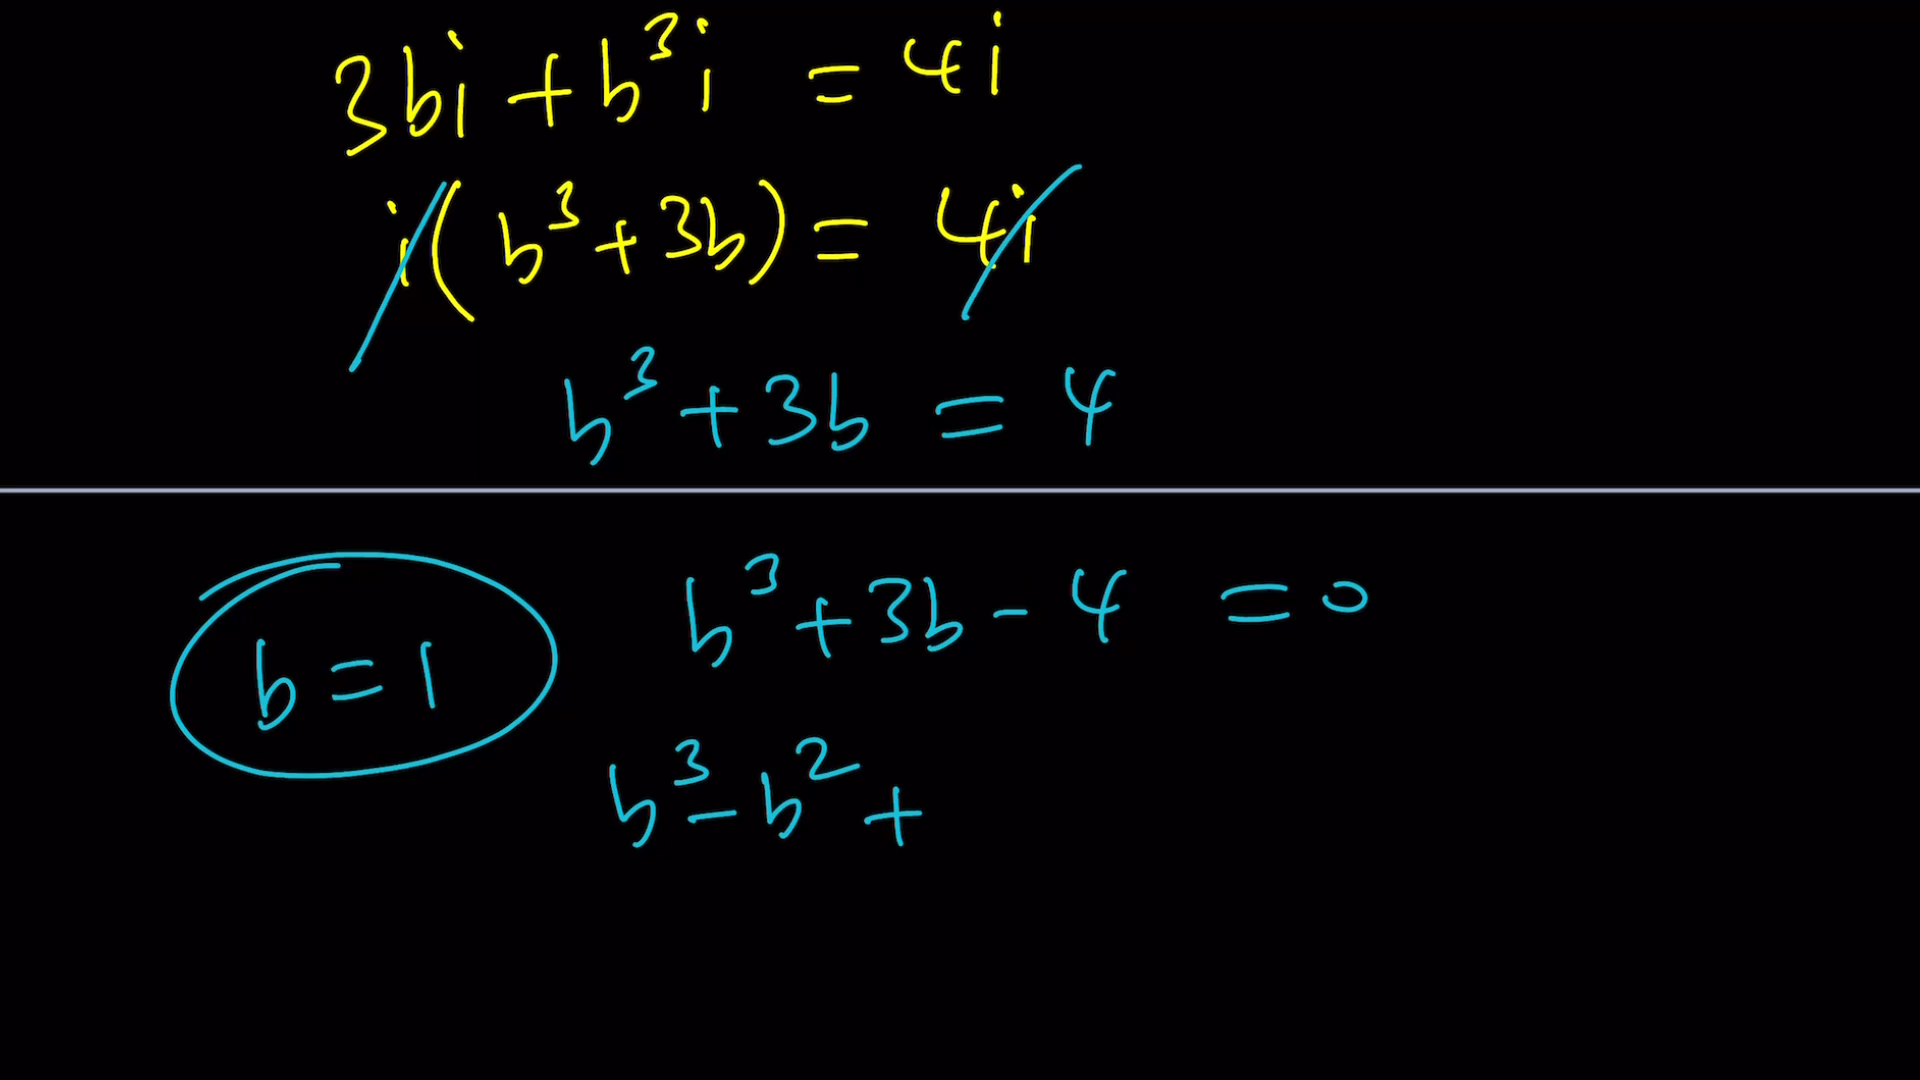 3bi + b³i = 4i
i(b³ + 3b) = 4i
b³ + 3b = 4
b = 1
b³ + 3b - 4 = 0
b³ - b² +